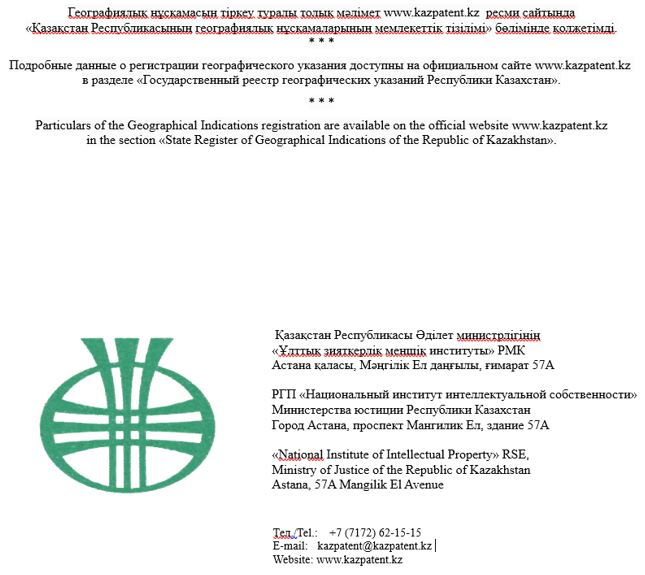 Географиялық нұсқамасын тіркеу туралы толық мәлімет www.kazpatent.kz ресми сайтында
«Қазақстан Республикасының географиялық нұсқамаларының мемлекеттік тізілімі» бөлімінде қолжетімді.
* * *
Подробные данные о регистрации географического указания доступны на официальном сайте www.kazpatent.kz
в разделе «Государственный реестр географических указаний Республики Казахстан».
* * *
Particulars of the Geographical Indications registration are available on the official website www.kazpatent.kz
in the section «State Register of Geographical Indications of the Republic of Kazakhstan».
Қазақстан Республикасы Әділет министрлігінің
«Ұлттық зияткерлік меншік институты» РМК
Астана қаласы, Мәңгілік Ел даңғылы, ғимарат 57А
РГП «Национальный институт интеллектуальной собственности»
Министерства юстиции Республики Казахстан
Город Астана, проспект Мангилик Ел, здание 57А
«National Institute of Intellectual Property» RSE,
Ministry of Justice of the Republic of Kazakhstan
Astana, 57A Mangilik El Avenue
Тел./Tel.: +7 (7172) 62-15-15
E-mail: kazpatent@kazpatent.kz
Website: www.kazpatent.kz